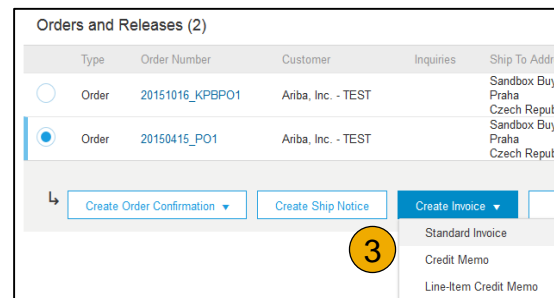 Orders and Releases (2)
Type Order Number Customer Inquiries Ship To Addr
Sandbox Buy
Order 20151016_KPBPO1 Ariba, Inc. - TEST Praha
Czech Repub
Sandbox Buy
Order 20150415_PO1 Ariba, Inc. - TEST Praha
Czech Repub
Create Order Confirmation Create Ship Notice Create Invoice
3
Standard Invoice
Credit Memo
Line-Item Credit Memo